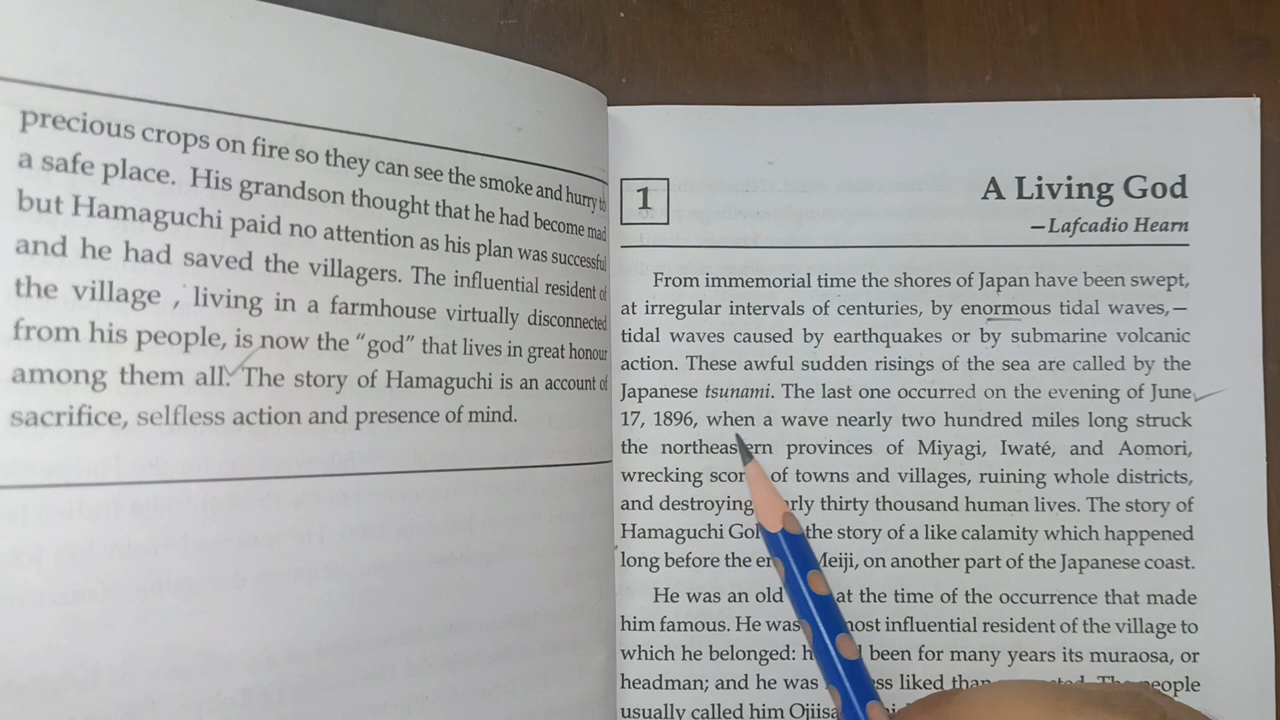 precious crops on fire so they can see the smoke and hurry to
a safe place. His grandson thought that he had become mad
but Hamaguchi paid no attention as his plan was successful
and he had saved the villagers. The influential resident of
the village , living in a farmhouse virtually disconnected
from his people, is now the "god" that lives in great honour
among them all. The story of Hamaguchi is an account of
sacrifice, selfless action and presence of mind.
1
A Living God
—Lafcadio Hearn
From immemorial time the shores of Japan have been swept,
at irregular intervals of centuries, by enormous tidal waves,—
tidal waves caused by earthquakes or by submarine volcanic
action. These awful sudden risings of the sea are called by the
Japanese tsunami. The last one occurred on the evening of June
17, 1896, when a wave nearly two hundred miles long struck
the northeastern provinces of Miyagi, Iwaté, and Aomori,
wrecking of towns and villages, ruining whole districts,
and destroying thirty thousand human lives. The story of
Hamaguchi the story of a like calamity which happened
long before the Meiji, on another part of the Japanese coast.
He was an old at the time of the occurrence that made
him famous. He was most influential resident of the village to
which he belonged: been for many years its muraosa, or
headman; and he was liked than The people
usually called him